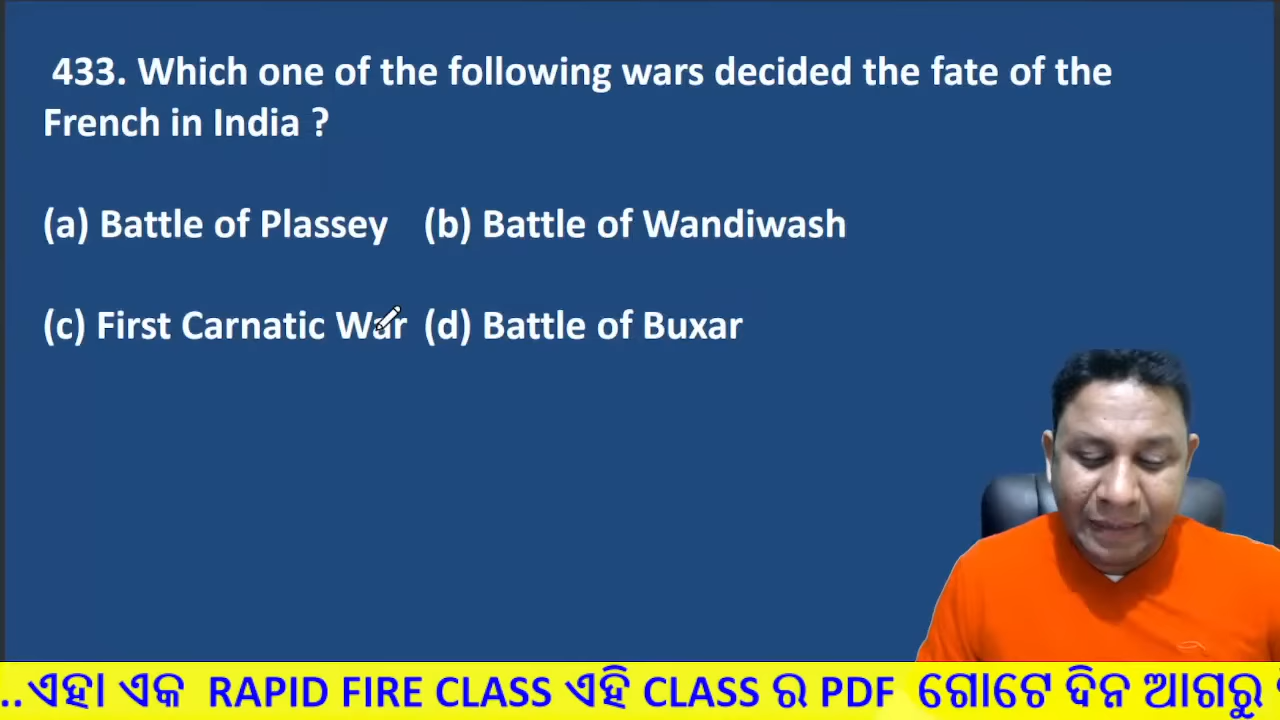 433. Which one of the following wars decided the fate of the
French in India ?
(a) Battle of Plassey (b) Battle of Wandiwash
(c) First Carnatic War (d) Battle of Buxar
..ଏହା ଏକ RAPID FIRE CLASS ଏହି CLASS ର PDF ଗୋଟେ ଦିନ ଆଗରୁ